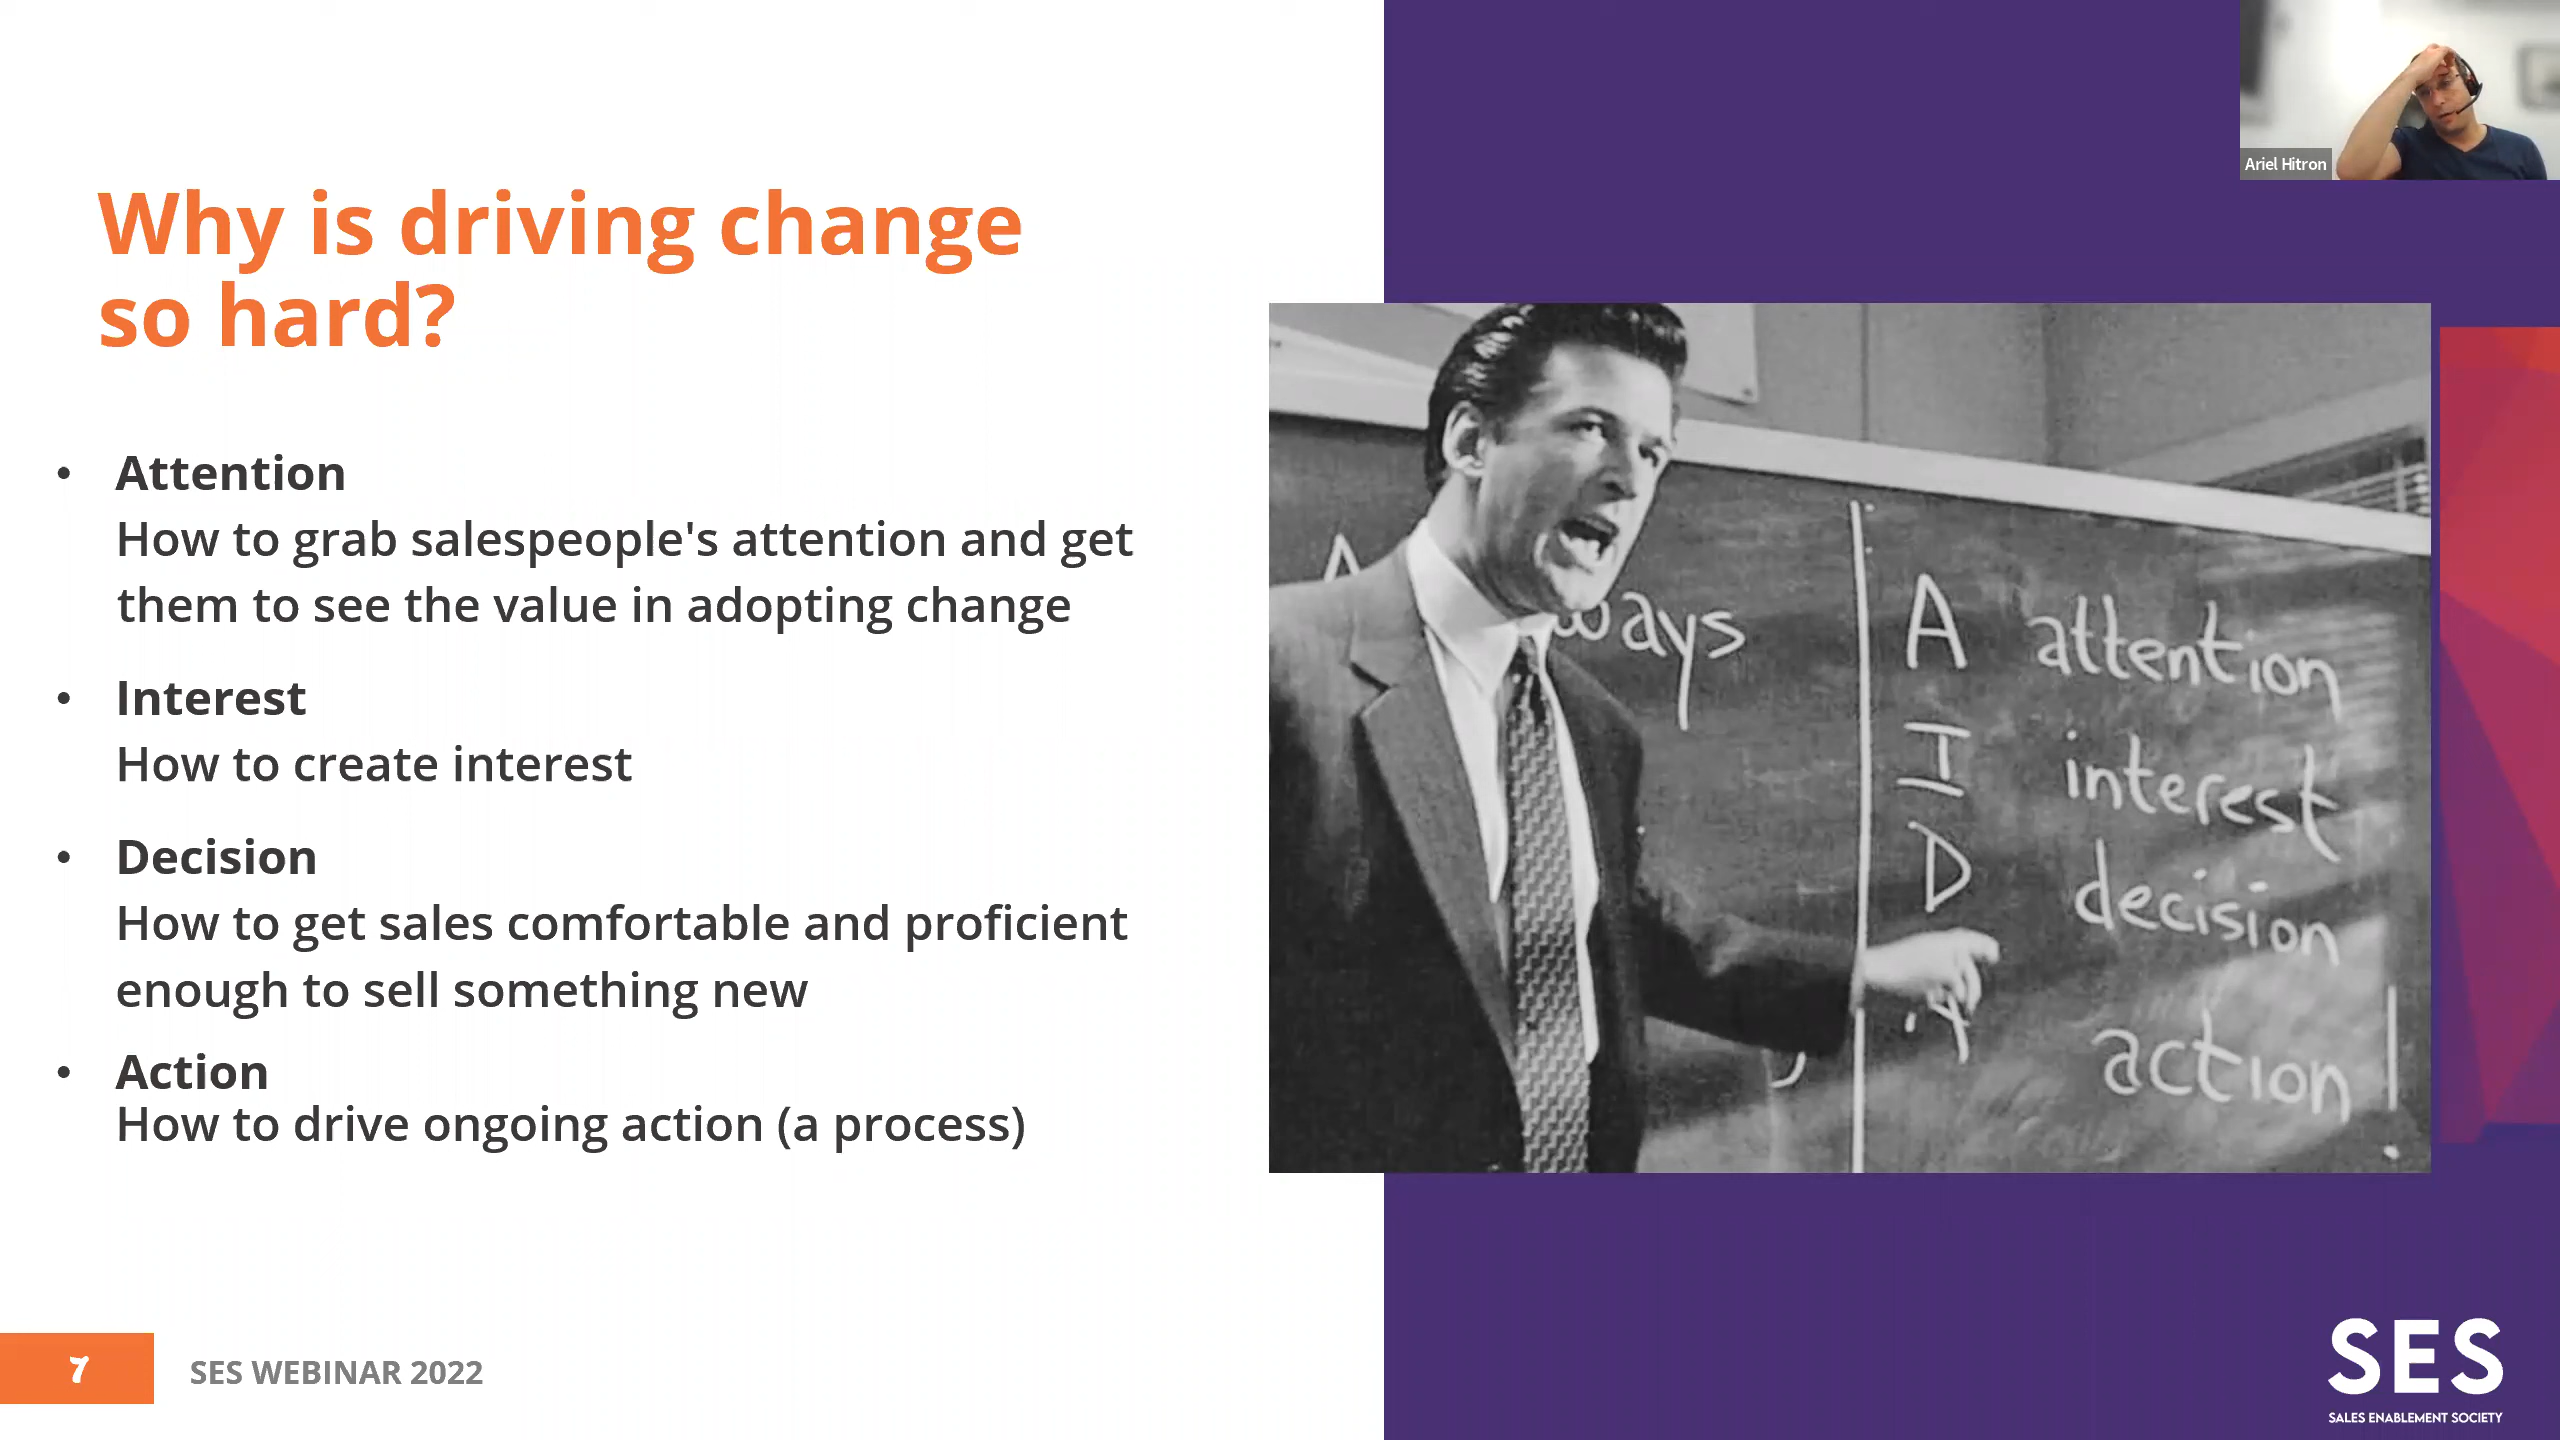 Ariel Hitron
Why is driving change
so hard?
• Attention
How to grab salespeople's attention and get
them to see the value in adopting change
• Interest
How to create interest
• Decision
How to get sales comfortable and proficient
enough to sell something new
• Action
How to drive ongoing action (a process)
A ways
A attention
I interest
D decision
A action
7
SES WEBINAR 2022
SES
SALES ENABLEMENT SOCIETY